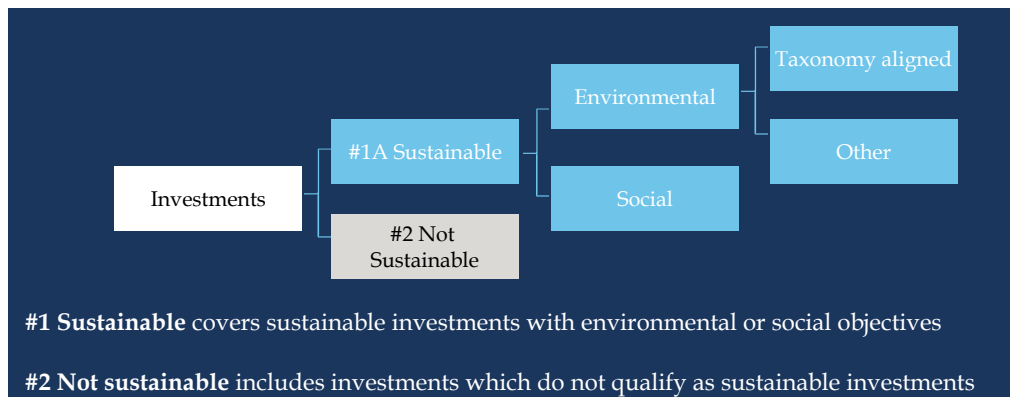 Taxonomy aligned
Environmental
#1A Sustainable
Other
Investments
Social
#2 Not
Sustainable
#1 Sustainable covers sustainable investments with environmental or social objectives
#2 Not sustainable includes investments which do not qualify as sustainable investments